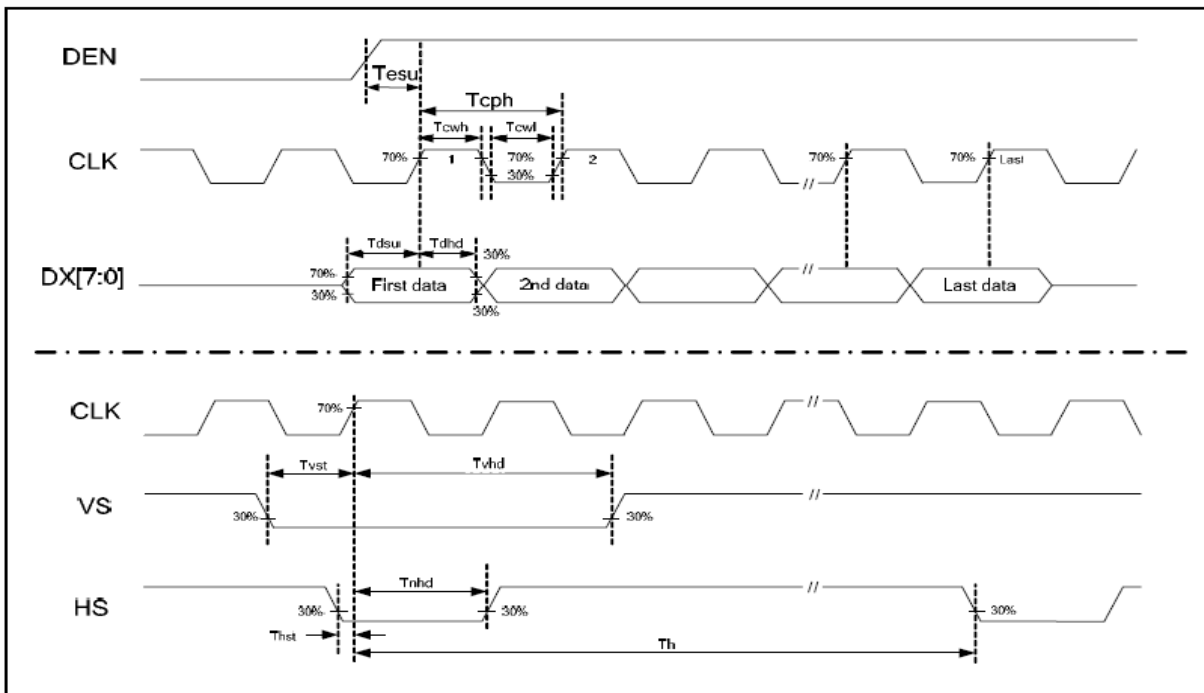 DEN
Tesu
Tcph
Tcwh
Tcwl
CLK
70%
1
70%
2
70%
70%
Last
30%
//
Tdsu
Tdhd
30%
DX[7:0]
70%
First data
2nd data
//
Last data
30%
30%
CLK
70%
//
Tvst
Tvhd
VS
30%
30%
//
Tnhd
HS
30%
30%
//
30%
Thst
Th